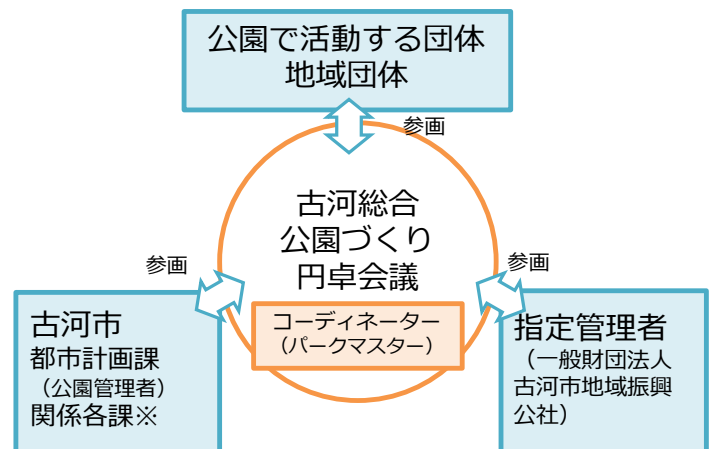 公園で活動する団体
地域団体
参画
古河総合
公園づくり
円卓会議
参画
参画
コーディネーター
（パークマスター）
古河市
都市計画課
（公園管理者）
関係各課※
指定管理者
（一般財団法人
古河市地域振興
公社）